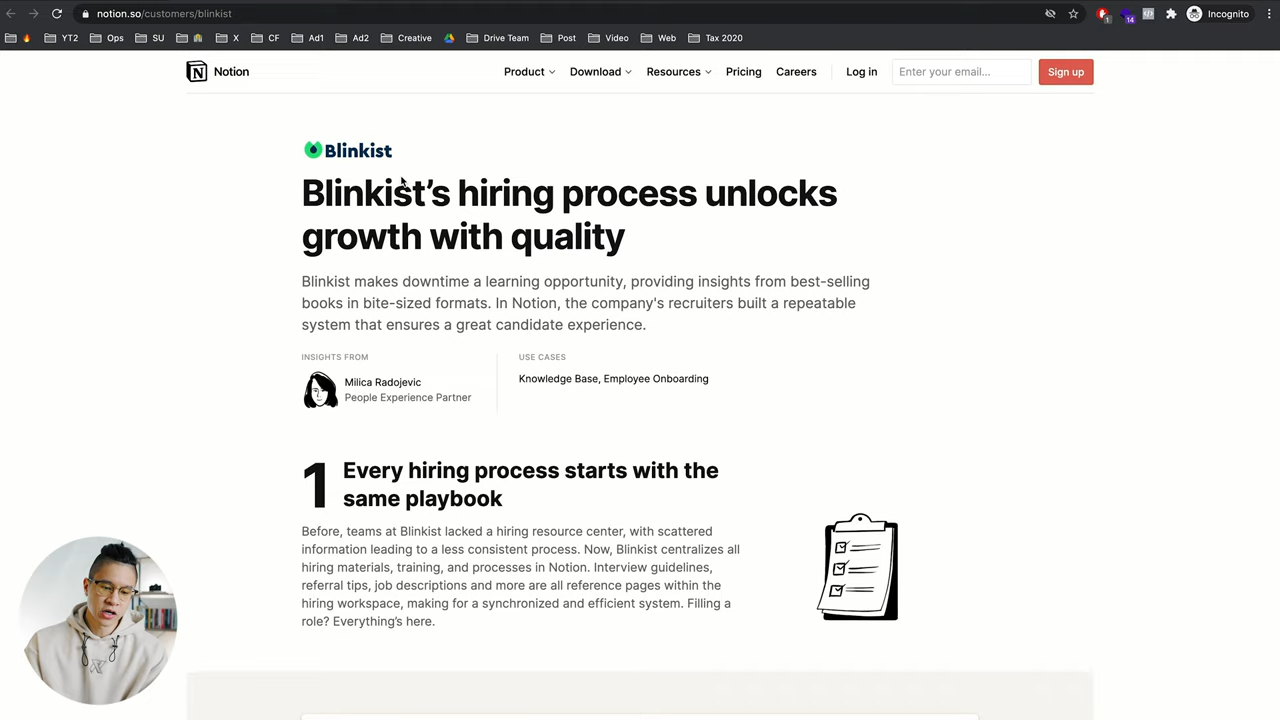 notion.so/customers/blinkist
1
14
Incognito
YT2
Ops
SU
X
CF
Ad1
Ad2
Creative
Drive Team
Post
Video
Web
Tax 2020
Notion
Product
Download
Resources
Pricing
Careers
Log in
Enter your email...
Sign up
Blinkist
Blinkist’s hiring process unlocks
growth with quality
Blinkist makes downtime a learning opportunity, providing insights from best-selling
books in bite-sized formats. In Notion, the company's recruiters built a repeatable
system that ensures a great candidate experience.
INSIGHTS FROM
Milica Radojevic
People Experience Partner
USE CASES
Knowledge Base, Employee Onboarding
1
Every hiring process starts with the
same playbook
Before, teams at Blinkist lacked a hiring resource center, with scattered
information leading to a less consistent process. Now, Blinkist centralizes all
hiring materials, training, and processes in Notion. Interview guidelines,
referral tips, job descriptions and more are all reference pages within the
hiring workspace, making for a synchronized and efficient system. Filling a
role? Everything’s here.